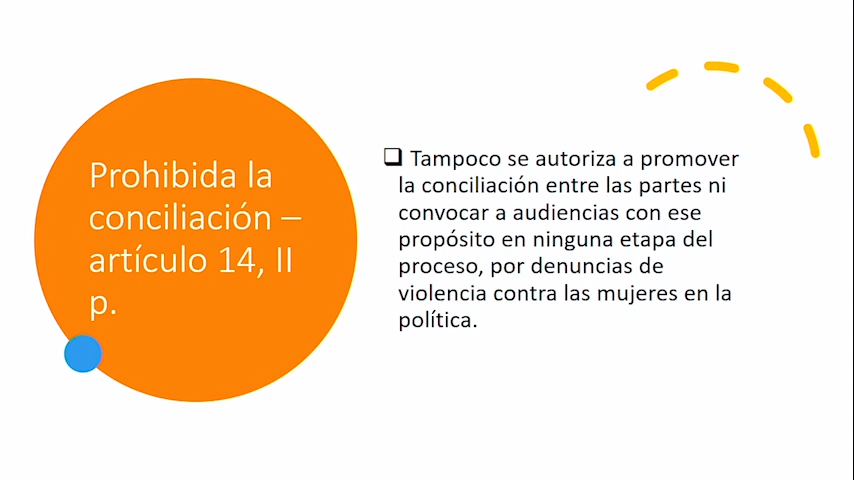 Prohibida la
conciliación –
artículo 14, II
p.
❑ Tampoco se autoriza a promover
la conciliación entre las partes ni
convocar a audiencias con ese
propósito en ninguna etapa del
proceso, por denuncias de
violencia contra las mujeres en la
política.